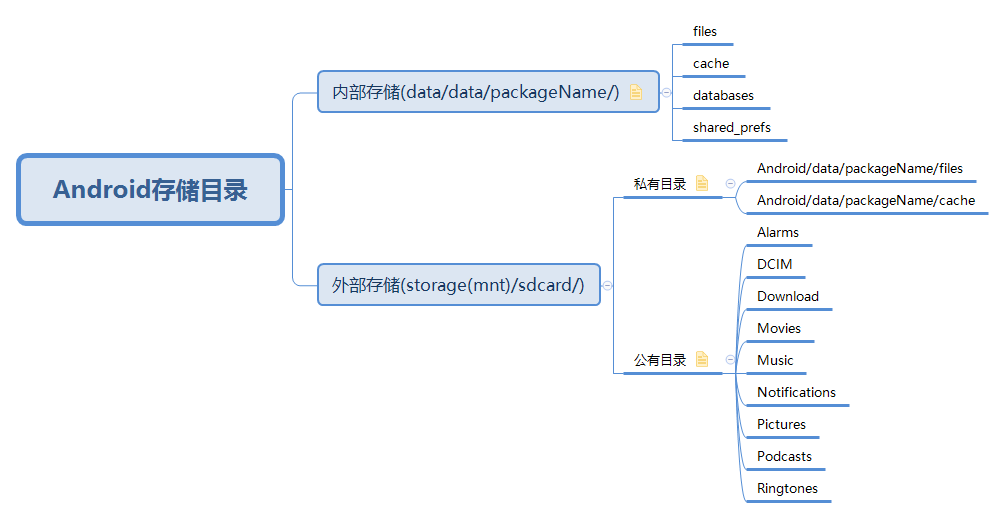 Android存储目录
内部存储(data/data/packageName/)
files
cache
databases
shared_prefs
外部存储(storage(mnt)/sdcard/)
私有目录
Android/data/packageName/files
Android/data/packageName/cache
公有目录
Alarms
DCIM
Download
Movies
Music
Notifications
Pictures
Podcasts
Ringtones